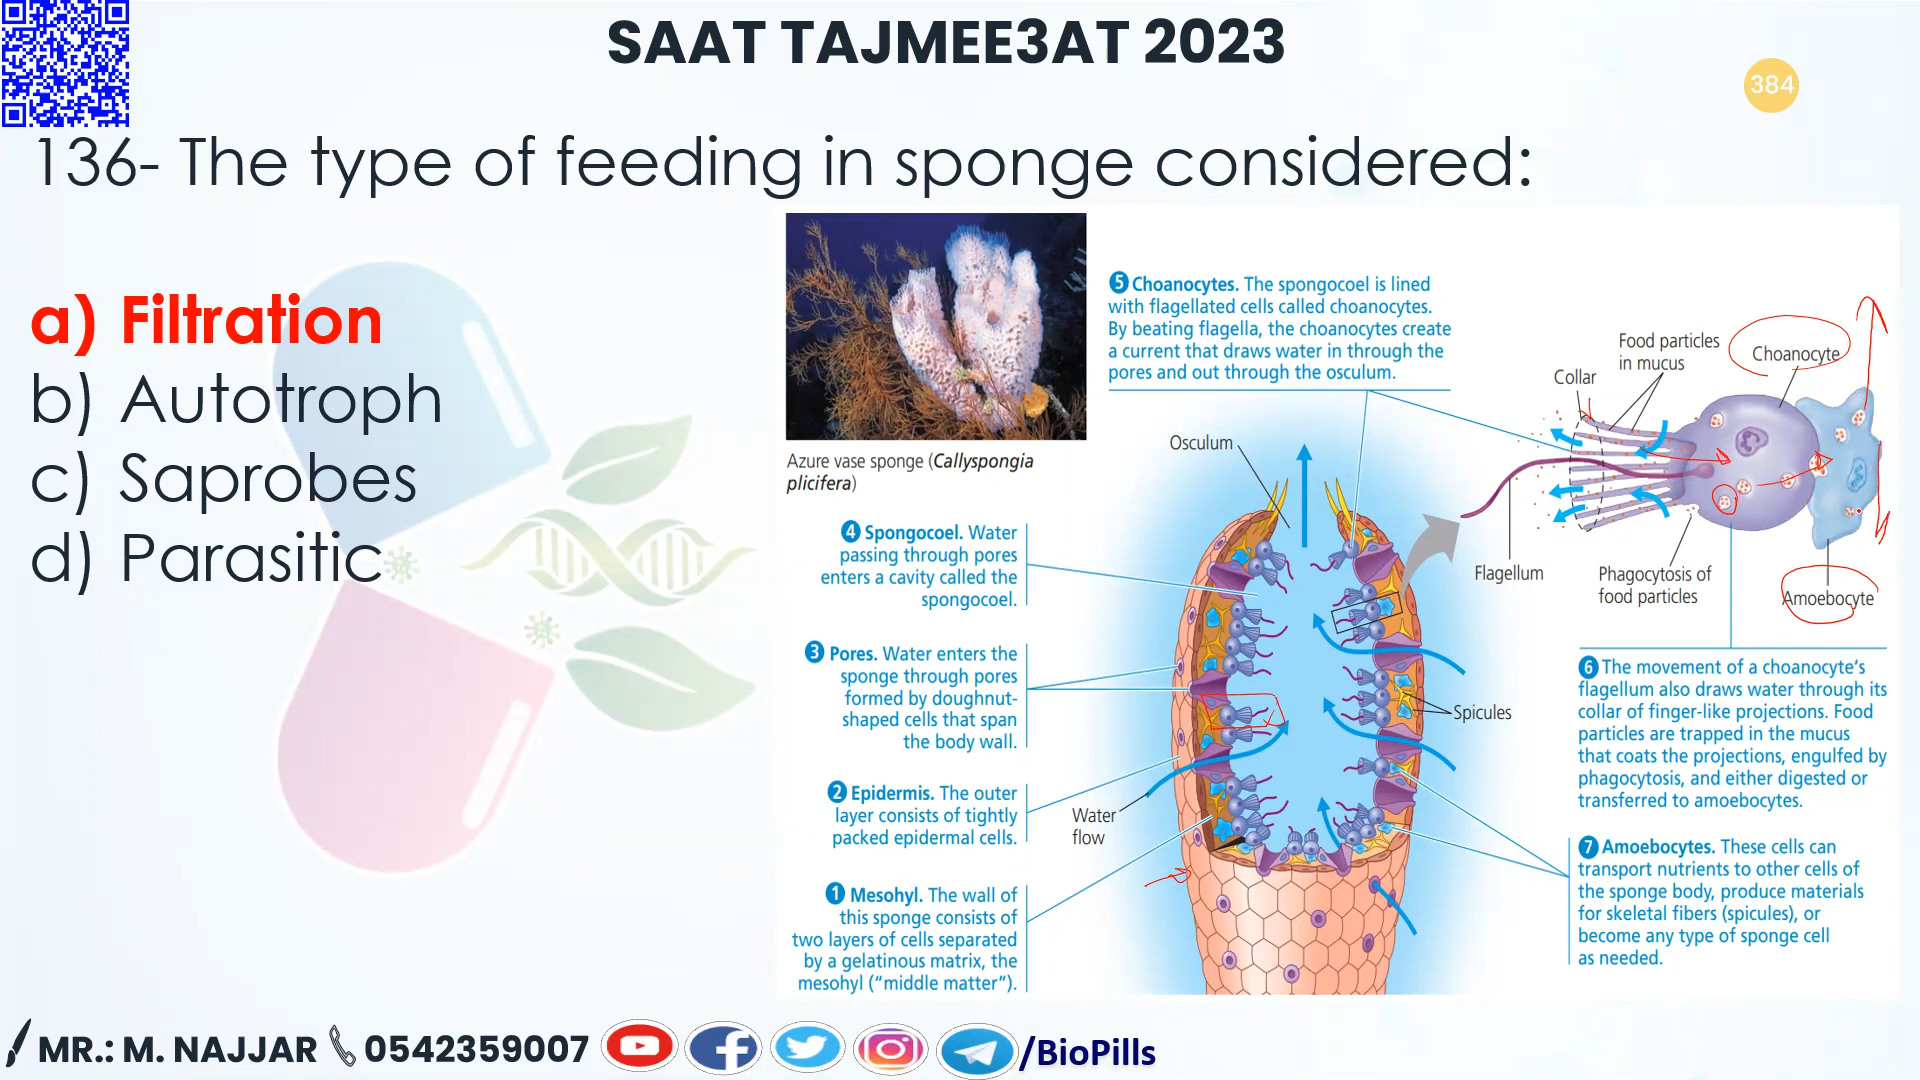 SAAT TAJMEE3AT 2023
384
136- The type of feeding in sponge considered:
a) Filtration
b) Autotroph
c) Saprobes
d) Parasitic
Azure vase sponge (Callyspongia
plicifera)
5 Choanocytes. The spongocoel is lined
with flagellated cells called choanocytes.
By beating flagella, the choanocytes create
a current that draws water in through the
pores and out through the osculum.
Osculum
4 Spongocoel. Water
passing through pores
enters a cavity called the
spongocoel.
3 Pores. Water enters the
sponge through pores
formed by doughnut-
shaped cells that span
the body wall.
2 Epidermis. The outer
layer consists of tightly
packed epidermal cells.
1 Mesohyl. The wall of
this sponge consists of
two layers of cells separated
by a gelatinous matrix, the
mesohyl (“middle matter”).
Water
flow
Spicules
Food particles
in mucus
Choanocyte
Collar
Flagellum
Phagocytosis of
food particles
Amoebocyte
6 The movement of a choanocyte’s
flagellum also draws water through its
collar of finger-like projections. Food
particles are trapped in the mucus
that coats the projections, engulfed by
phagocytosis, and either digested or
transferred to amoebocytes.
7 Amoebocytes. These cells can
transport nutrients to other cells of
the sponge body, produce materials
for skeletal fibers (spicules), or
become any type of sponge cell
as needed.
MR.: M. NAJJAR 0542359007 /BioPills